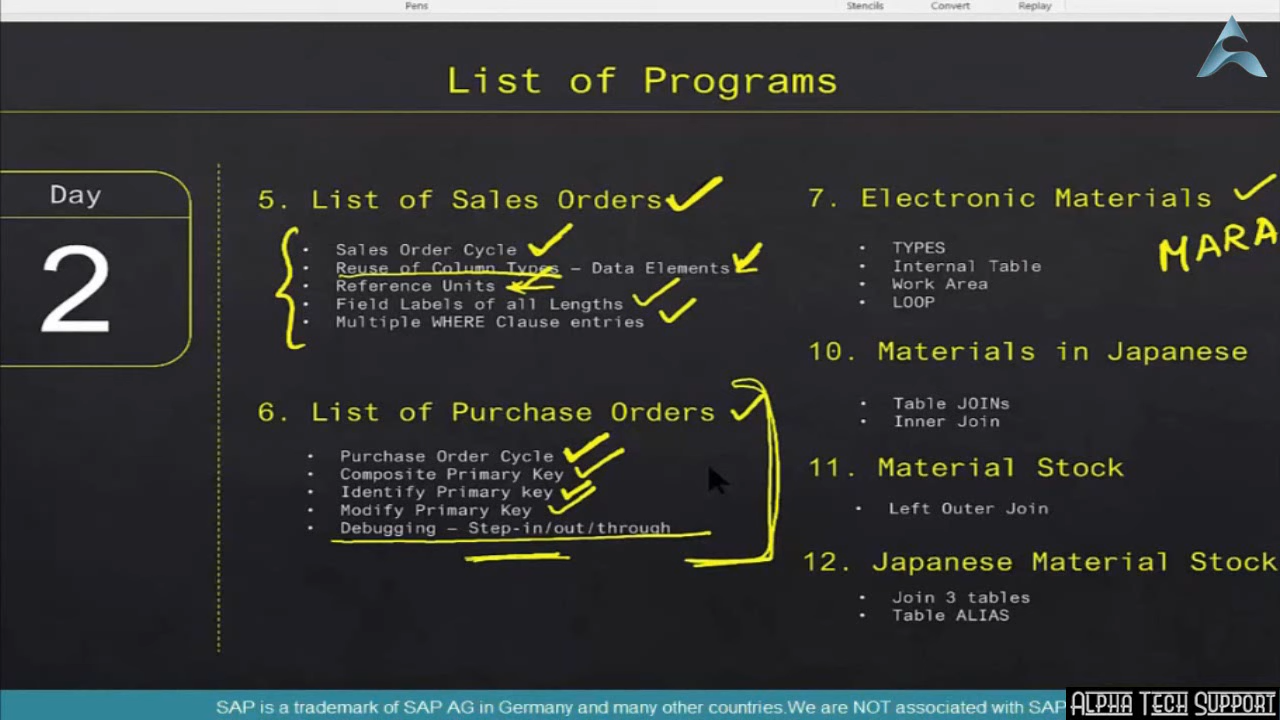 Pens
Stencils
Convert
Replay
List of Programs
Day
2
5. List of Sales Orders
• Sales Order Cycle
• Reuse of Column Types – Data Elements
• Reference Units
• Field Labels of all Lengths
• Multiple WHERE Clause entries
6. List of Purchase Orders
• Purchase Order Cycle
• Composite Primary Key
• Identify Primary key
• Modify Primary Key
• Debugging – Step-in/out/through
7. Electronic Materials
MARA
• TYPES
• Internal Table
• Work Area
• LOOP
10. Materials in Japanese
• Table JOINs
• Inner Join
11. Material Stock
• Left Outer Join
12. Japanese Material Stock
• Join 3 tables
• Table ALIAS
SAP is a trademark of SAP AG in Germany and many other countries.We are NOT associated with SAP
Alpha Tech Support